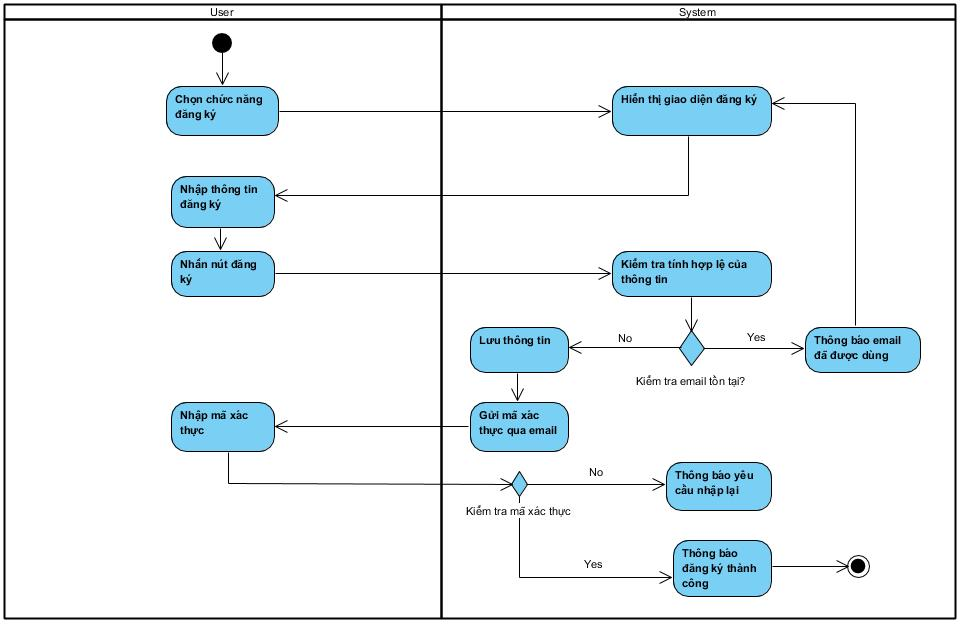 User
System
Chọn chức năng
đăng ký
Hiển thị giao diện đăng ký
Nhập thông tin
đăng ký
Nhấn nút đăng
ký
Kiểm tra tính hợp lệ của
thông tin
Lưu thông tin
No
Yes
Thông báo email
đã được dùng
Kiểm tra email tồn tại?
Nhập mã xác
thực
Gửi mã xác
thực qua email
No
Thông báo yêu
cầu nhập lại
Kiểm tra mã xác thực
Yes
Thông báo
đăng ký thành
công